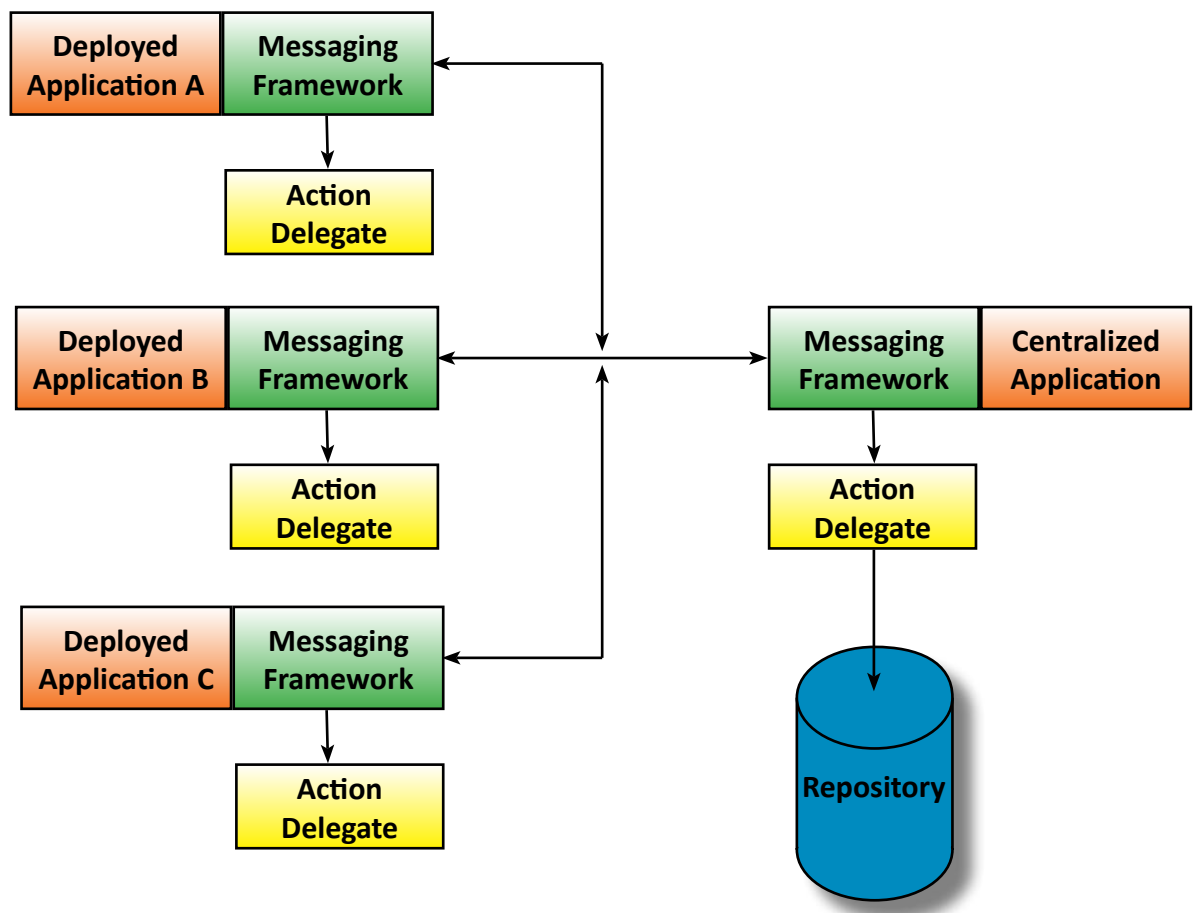 Deployed
Application A
Messaging
Framework
Action
Delegate
Deployed
Application B
Messaging
Framework
Messaging
Framework
Centralized
Application
Action
Delegate
Action
Delegate
Deployed
Application C
Messaging
Framework
Action
Delegate
Repository